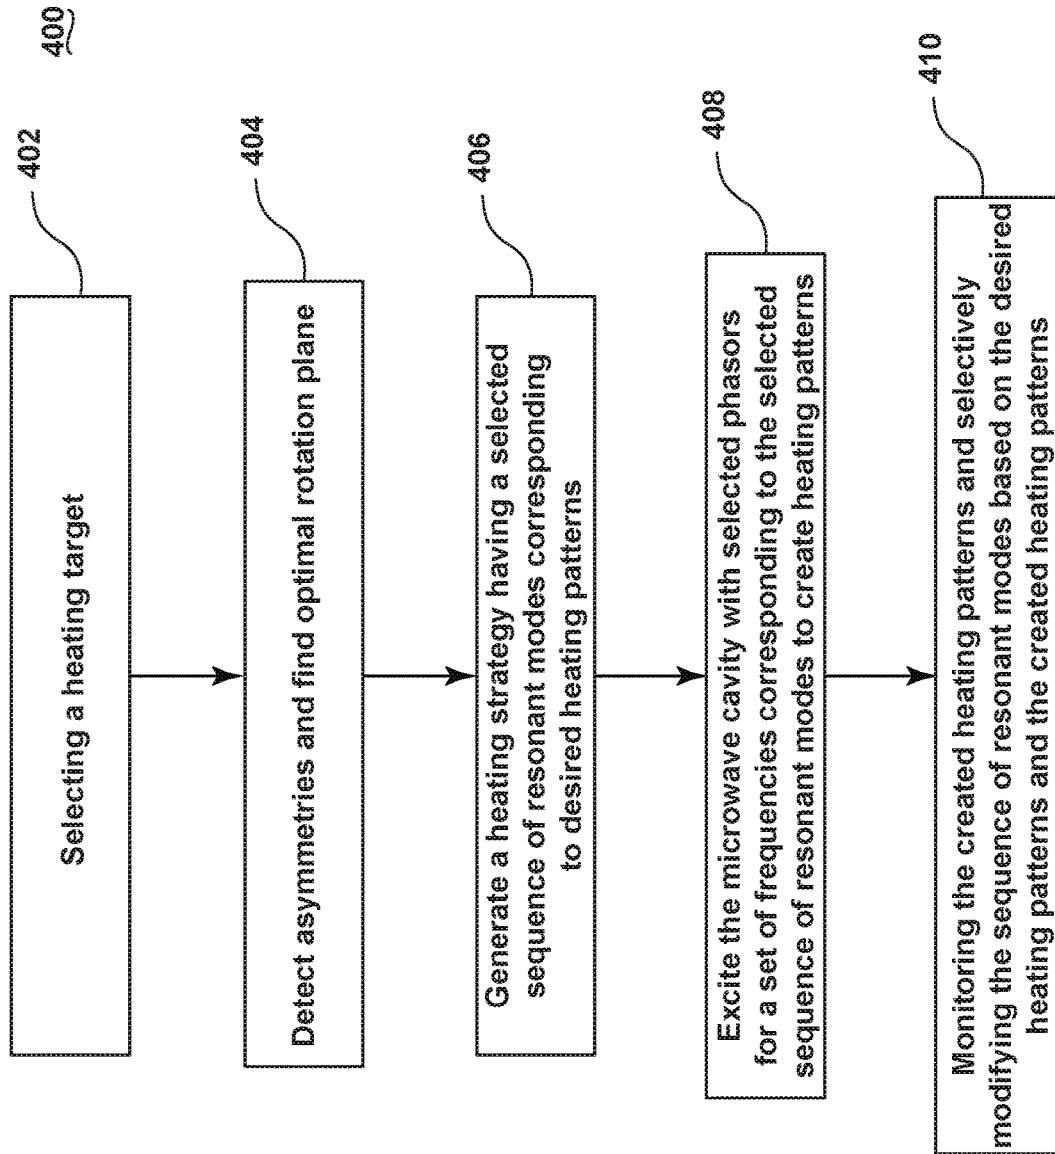 400
402
Selecting a heating target
404
Detect asymmetries and find optimal rotation plane
406
Generate a heating strategy having a selected
sequence of resonant modes corresponding
to desired heating patterns
408
Excite the microwave cavity with selected phasors
for a set of frequencies corresponding to the selected
sequence of resonant modes to create heating patterns
410
Monitoring the created heating patterns and selectively
modifying the sequence of resonant modes based on the desired
heating patterns and the created heating patterns